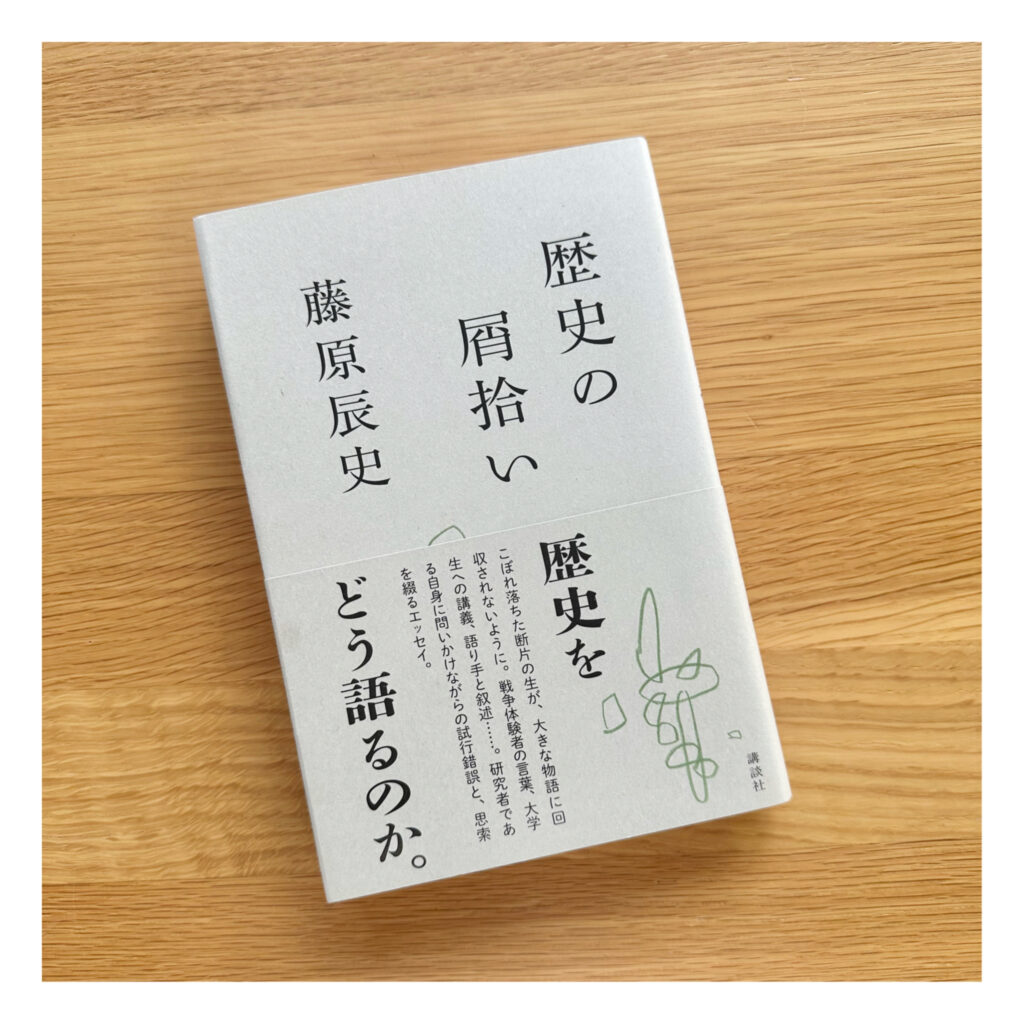 歴史の
屑拾い
藤原辰史
歴史を
どう語るのか。
こぼれ落ちた断片の生が、大きな物語に回
収されないように。戦争体験者の言葉、大学
生への講義、語り手と叙述……。研究者であ
る自身に問いかけながらの試行錯誤と、思索
を綴るエッセイ。
講談社